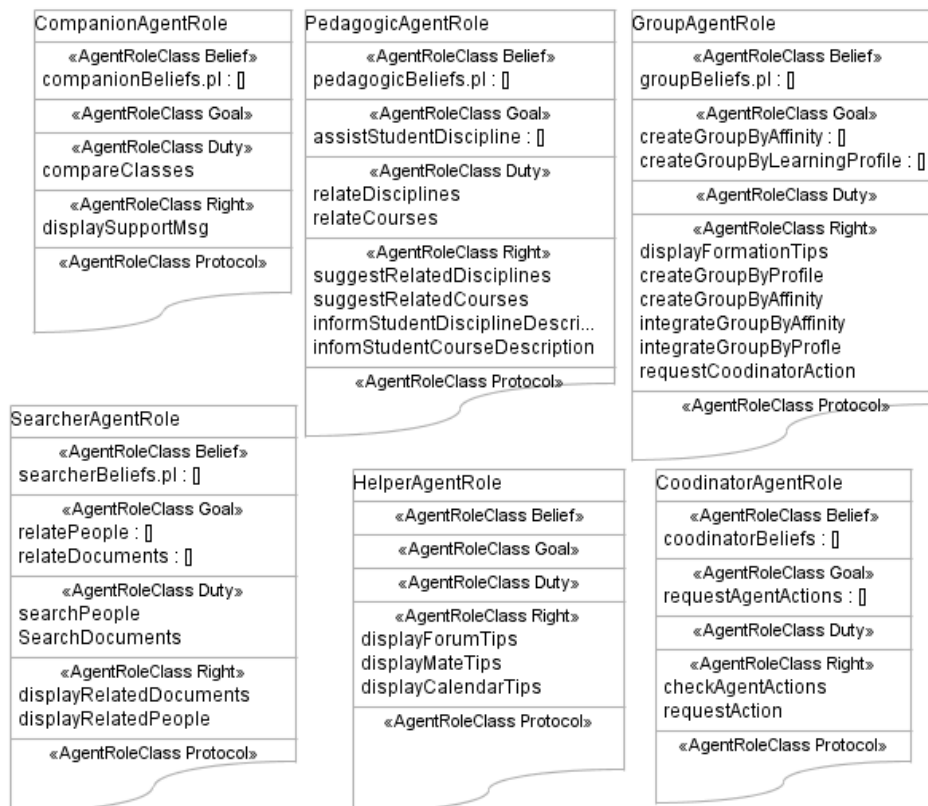 CompanionAgentRole
«AgentRoleClass Belief»
companionBeliefs.pl : []
«AgentRoleClass Goal»
«AgentRoleClass Duty»
compareClasses
«AgentRoleClass Right»
displaySupportMsg
«AgentRoleClass Protocol»
PedagogicAgentRole
«AgentRoleClass Belief»
pedagogicBeliefs.pl : []
«AgentRoleClass Goal»
assistStudentDiscipline : []
«AgentRoleClass Duty»
relateDisciplines
relateCourses
«AgentRoleClass Right»
suggestRelatedDisciplines
suggestRelatedCourses
informStudentDisciplineDescri...
infomStudentCourseDescription
«AgentRoleClass Protocol»
GroupAgentRole
«AgentRoleClass Belief»
groupBeliefs.pl : []
«AgentRoleClass Goal»
createGroupByAffinity : []
createGroupByLearningProfile : []
«AgentRoleClass Duty»
«AgentRoleClass Right»
displayFormationTips
createGroupByProfile
createGroupByAffinity
integrateGroupByAffinity
integrateGroupByProfle
requestCoodinatorAction
«AgentRoleClass Protocol»
SearcherAgentRole
«AgentRoleClass Belief»
searcherBeliefs.pl : []
«AgentRoleClass Goal»
relatePeople : []
relateDocuments : []
«AgentRoleClass Duty»
searchPeople
SearchDocuments
«AgentRoleClass Right»
displayRelatedDocuments
displayRelatedPeople
«AgentRoleClass Protocol»
HelperAgentRole
«AgentRoleClass Belief»
«AgentRoleClass Goal»
«AgentRoleClass Duty»
«AgentRoleClass Right»
displayForumTips
displayMateTips
displayCalendarTips
«AgentRoleClass Protocol»
CoodinatorAgentRole
«AgentRoleClass Belief»
coodinatorBeliefs : []
«AgentRoleClass Goal»
requestAgentActions : []
«AgentRoleClass Duty»
«AgentRoleClass Right»
checkAgentActions
requestAction
«AgentRoleClass Protocol»